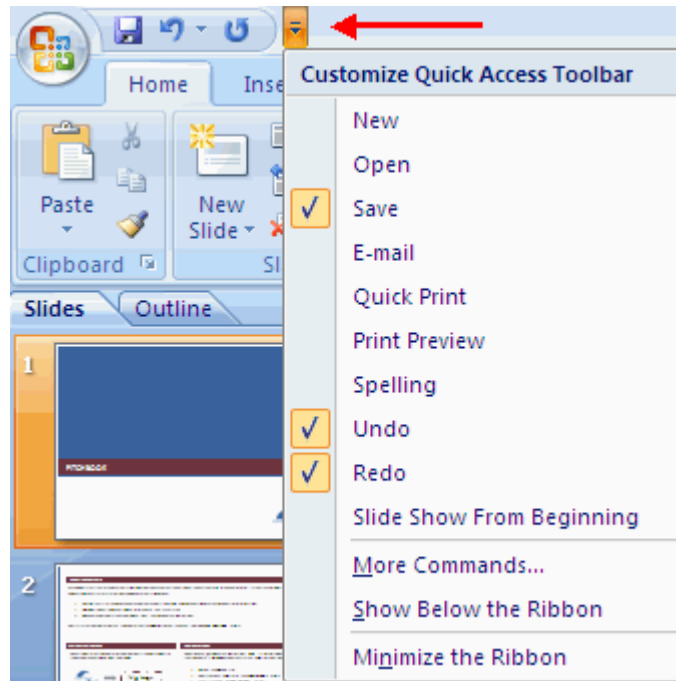 Home Inse
Customize Quick Access Toolbar
New
Open
Save
E-mail
Quick Print
Print Preview
Spelling
Undo
Redo
Slide Show From Beginning
More Commands...
Show Below the Ribbon
Minimize the Ribbon
Paste
New
Slide
Clipboard Sl
Slides Outline
1
PITCHBOOK
2